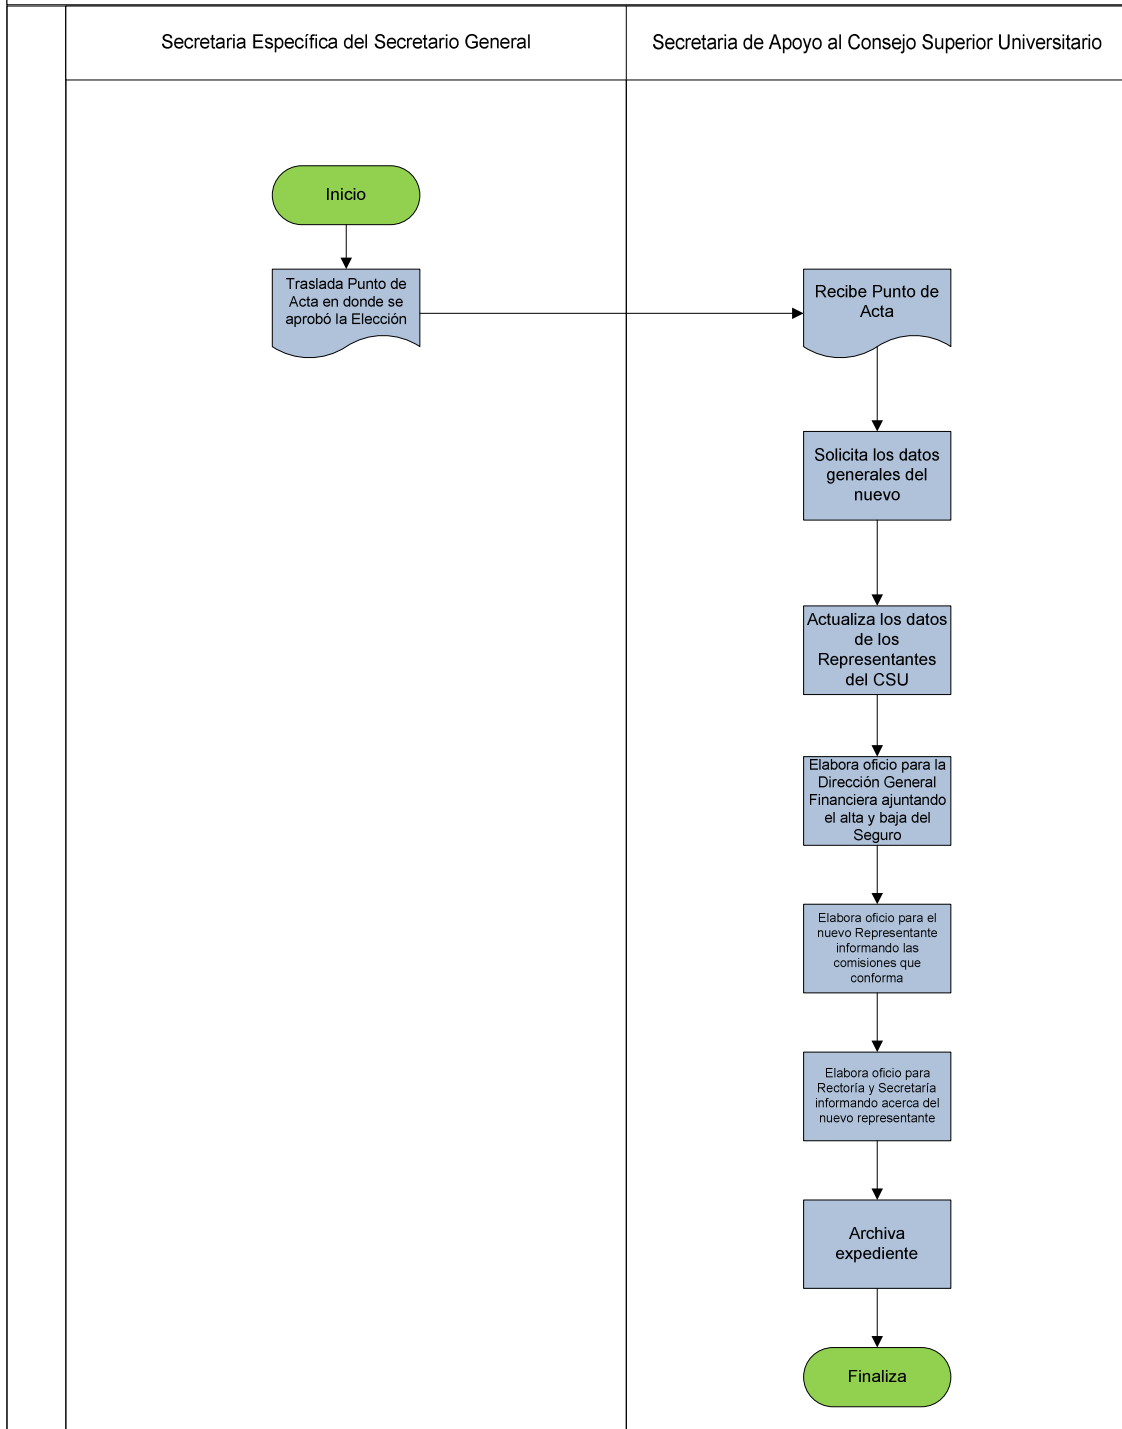 Secretaria Específica del Secretario General
Secretaria de Apoyo al Consejo Superior Universitario
Inicio
Traslada Punto de
Acta en donde se
aprobó la Elección
Recibe Punto de
Acta
Solicita los datos
generales del
nuevo
Actualiza los datos
de los
Representantes
del CSU
Elabora oficio para la
Dirección General
Financiera ajuntando
el alta y baja del
Seguro
Elabora oficio para el
nuevo Representante
informando las
comisiones que
conforma
Elabora oficio para
Rectoría y Secretaría
informando acerca del
nuevo representante
Archiva
expediente
Finaliza